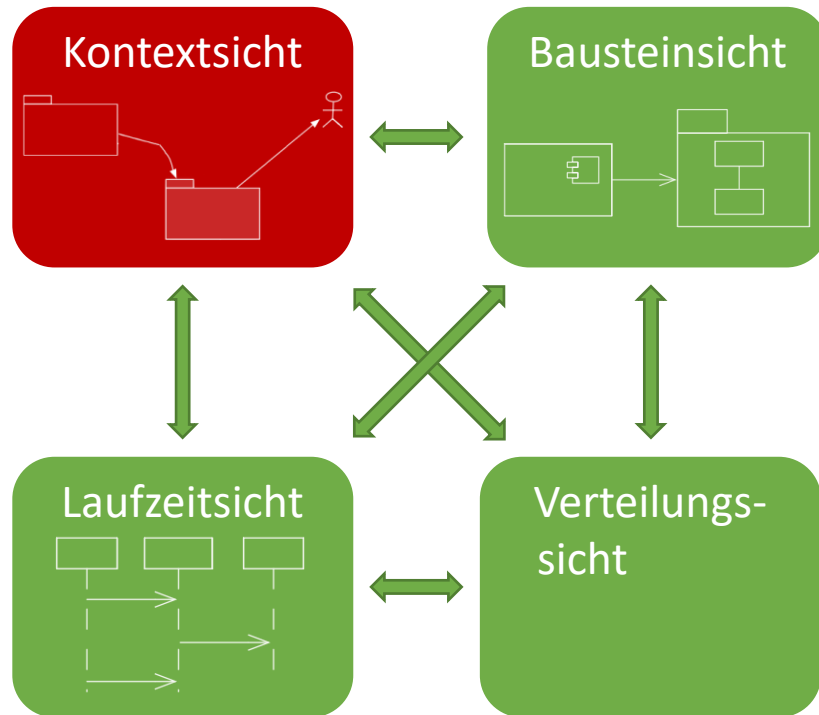 Kontextsicht
Bausteinsicht
Laufzeitsicht
Verteilungs-
sicht